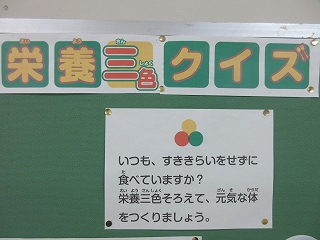 栄養三色クイズ
いつも、すききらいをせずに
食べていますか？
栄養三色そろえて、元気な体
をつくりましょう。